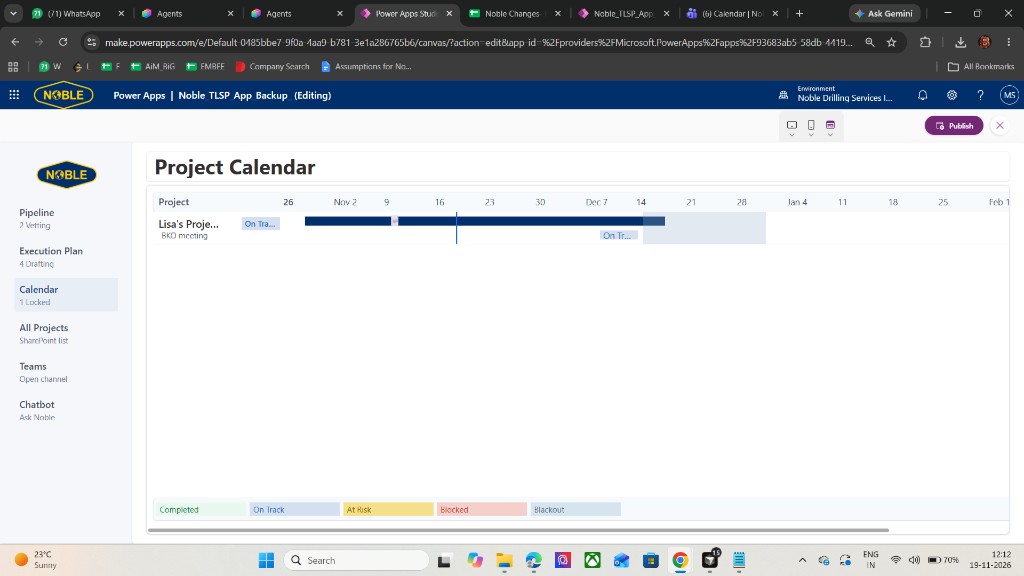 (71) WhatsApp
Agents
Agents
Power Apps Stud
Noble Changes
Noble_TLSP_App
(6) Calendar | No
Ask Gemini
make.powerapps.com/e/Default-0485bbe7-9f0a-4aa9-b781-3e1a286765b6/canvas/?action=edit&app-id=%2Fproviders%2FMicrosoft.PowerApps%2Fapps%2F93683ab5-58db-4419...
W
L
F
AiM_BiG
EMBEE
Company Search
Assumptions for No...
All Bookmarks
NOBLE
Power Apps | Noble TLSP App Backup (Editing)
Environment
Noble Drilling Services I...
?
MS
Publish
NOBLE
Pipeline
2 Vetting
Execution Plan
4 Drafting
Calendar
1 Locked
All Projects
SharePoint list
Teams
Open channel
Chatbot
Ask Noble
Project Calendar
Project 26 Nov 2 9 16 23 30 Dec 7 14 21 28 Jan 4 11 18 25 Feb 1
Lisa's Proje... On Tra...
BKO meeting On Tr...
Completed On Track At Risk Blocked Blackout
23°C
Sunny
Search
15
ENG
IN
70%
12:12
19-11-2026